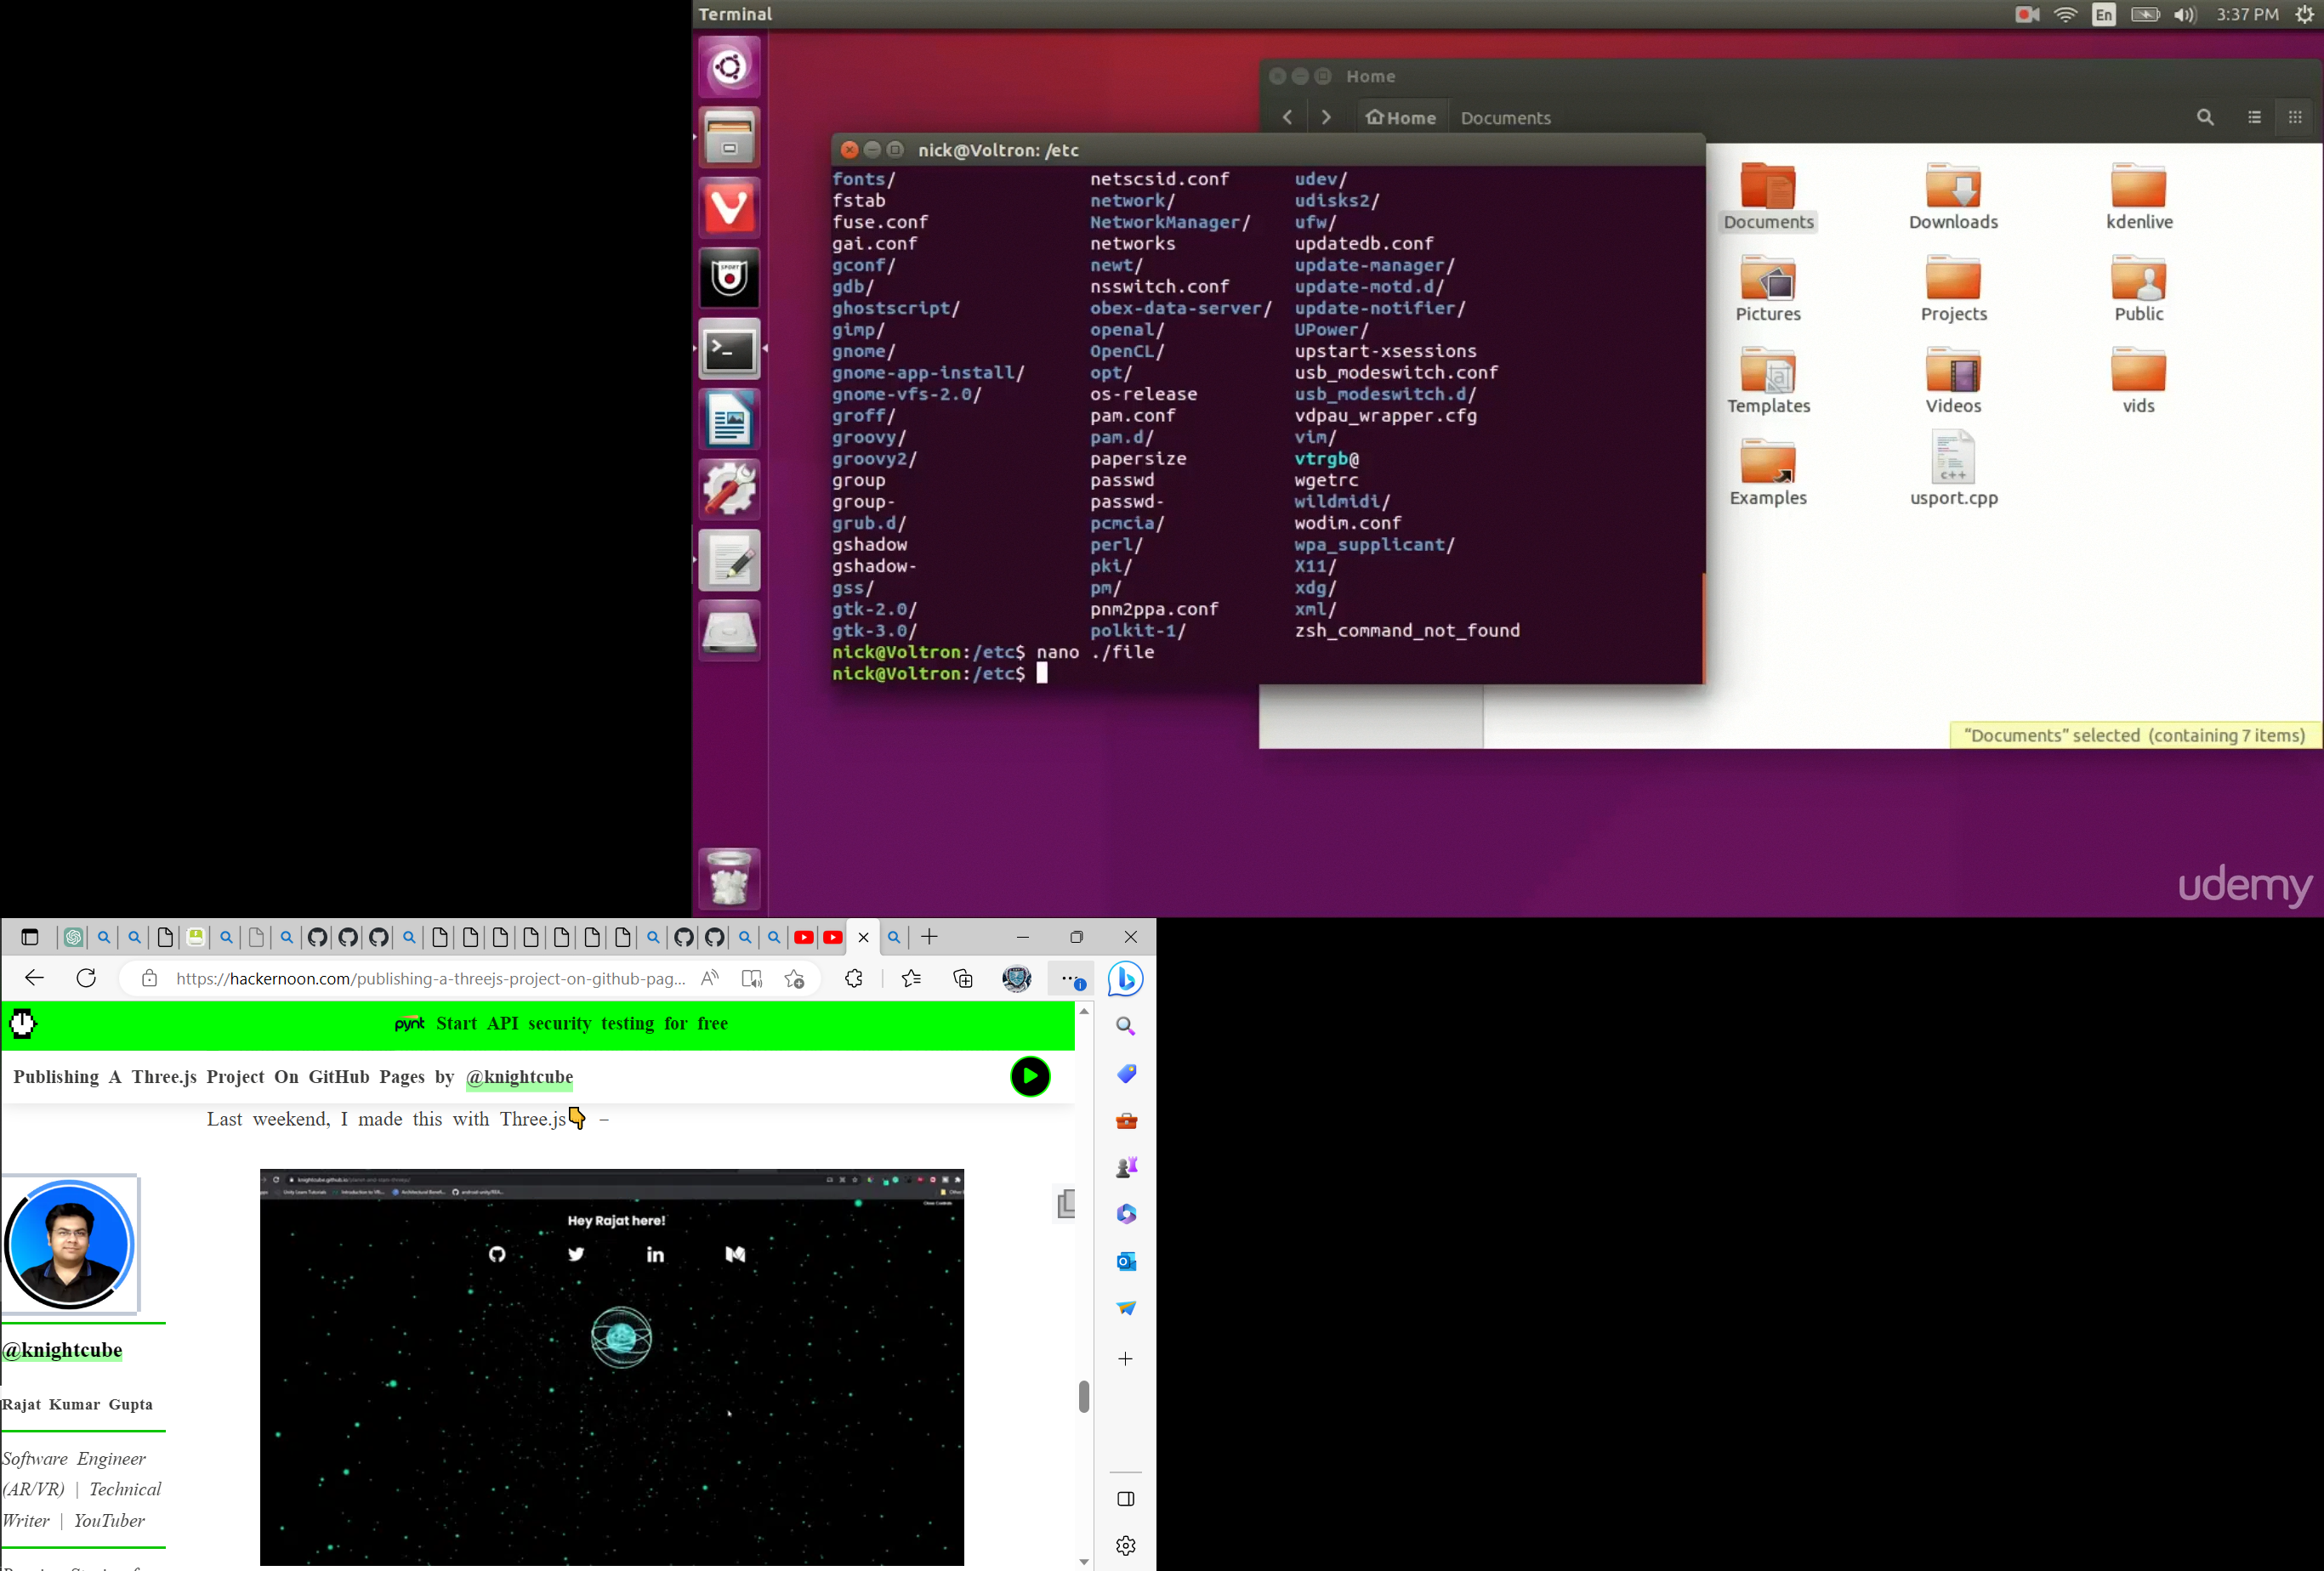 Terminal
En
3:37 PM
Home
Home Documents
nick@Voltron: /etc
fonts/ netscsid.conf udev/
fstab network/ udisks2/
fuse.conf NetworkManager/ ufw/
gai.conf networks updatedb.conf
gconf/ newt/ update-manager/
gdb/ nsswitch.conf update-motd.d/
ghostscript/ obex-data-server/ update-notifier/
gimp/ openal/ UPower/
gnome/ OpenCL/ upstart-xsessions
gnome-app-install/ opt/ usb_modeswitch.conf
gnome-vfs-2.0/ os-release usb_modeswitch.d/
groff/ pam.conf vdpau_wrapper.cfg
groovy/ pam.d/ vim/
groovy2/ papersize vtrgb@
group passwd wgetrc
group- passwd- wildmidi/
grub.d/ pcmcia/ wodim.conf
gshadow perl/ wpa_supplicant/
gshadow- pki/ X11/
gss/ pm/ xdg/
gtk-2.0/ pnm2ppa.conf xml/
gtk-3.0/ polkit-1/ zsh_command_not_found
nick@Voltron:/etc$ nano ./file
nick@Voltron:/etc$
Documents Downloads kdenlive
Pictures Projects Public
Templates Videos vids
c++
Examples usport.cpp
SPORT
“Documents” selected (containing 7 items)
udemy
https://hackernoon.com/publishing-a-threejs-project-on-github-pag...
pynt Start API security testing for free
Publishing A Three.js Project On GitHub Pages by @knightcube
Last weekend, I made this with Three.js👇 –
Hey Rajat here!
@knightcube
Rajat Kumar Gupta
Software Engineer
(AR/VR) | Technical
Writer | YouTuber